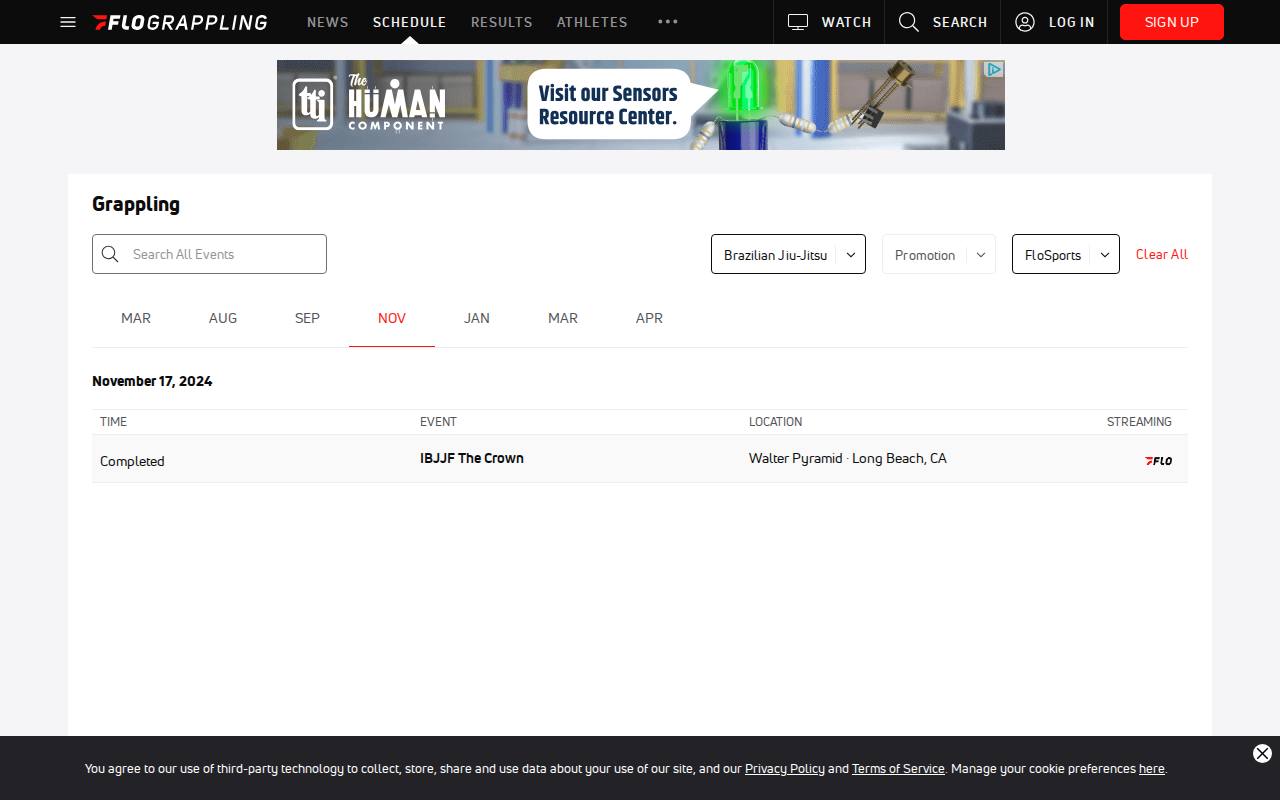 FLOGRAPPLING NEWS SCHEDULE RESULTS ATHLETES ••• WATCH SEARCH LOG IN SIGN UP
tti The HUMAN COMPONENT
Visit our Sensors
Resource Center.
Grappling
Search All Events Brazilian Jiu-Jitsu Promotion FloSports Clear All
MAR AUG SEP NOV JAN MAR APR
November 17, 2024
TIME EVENT LOCATION STREAMING
Completed IBJJF The Crown Walter Pyramid · Long Beach, CA FLO
You agree to our use of third-party technology to collect, store, share and use data about your use of our site, and our Privacy Policy and Terms of Service. Manage your cookie preferences here.